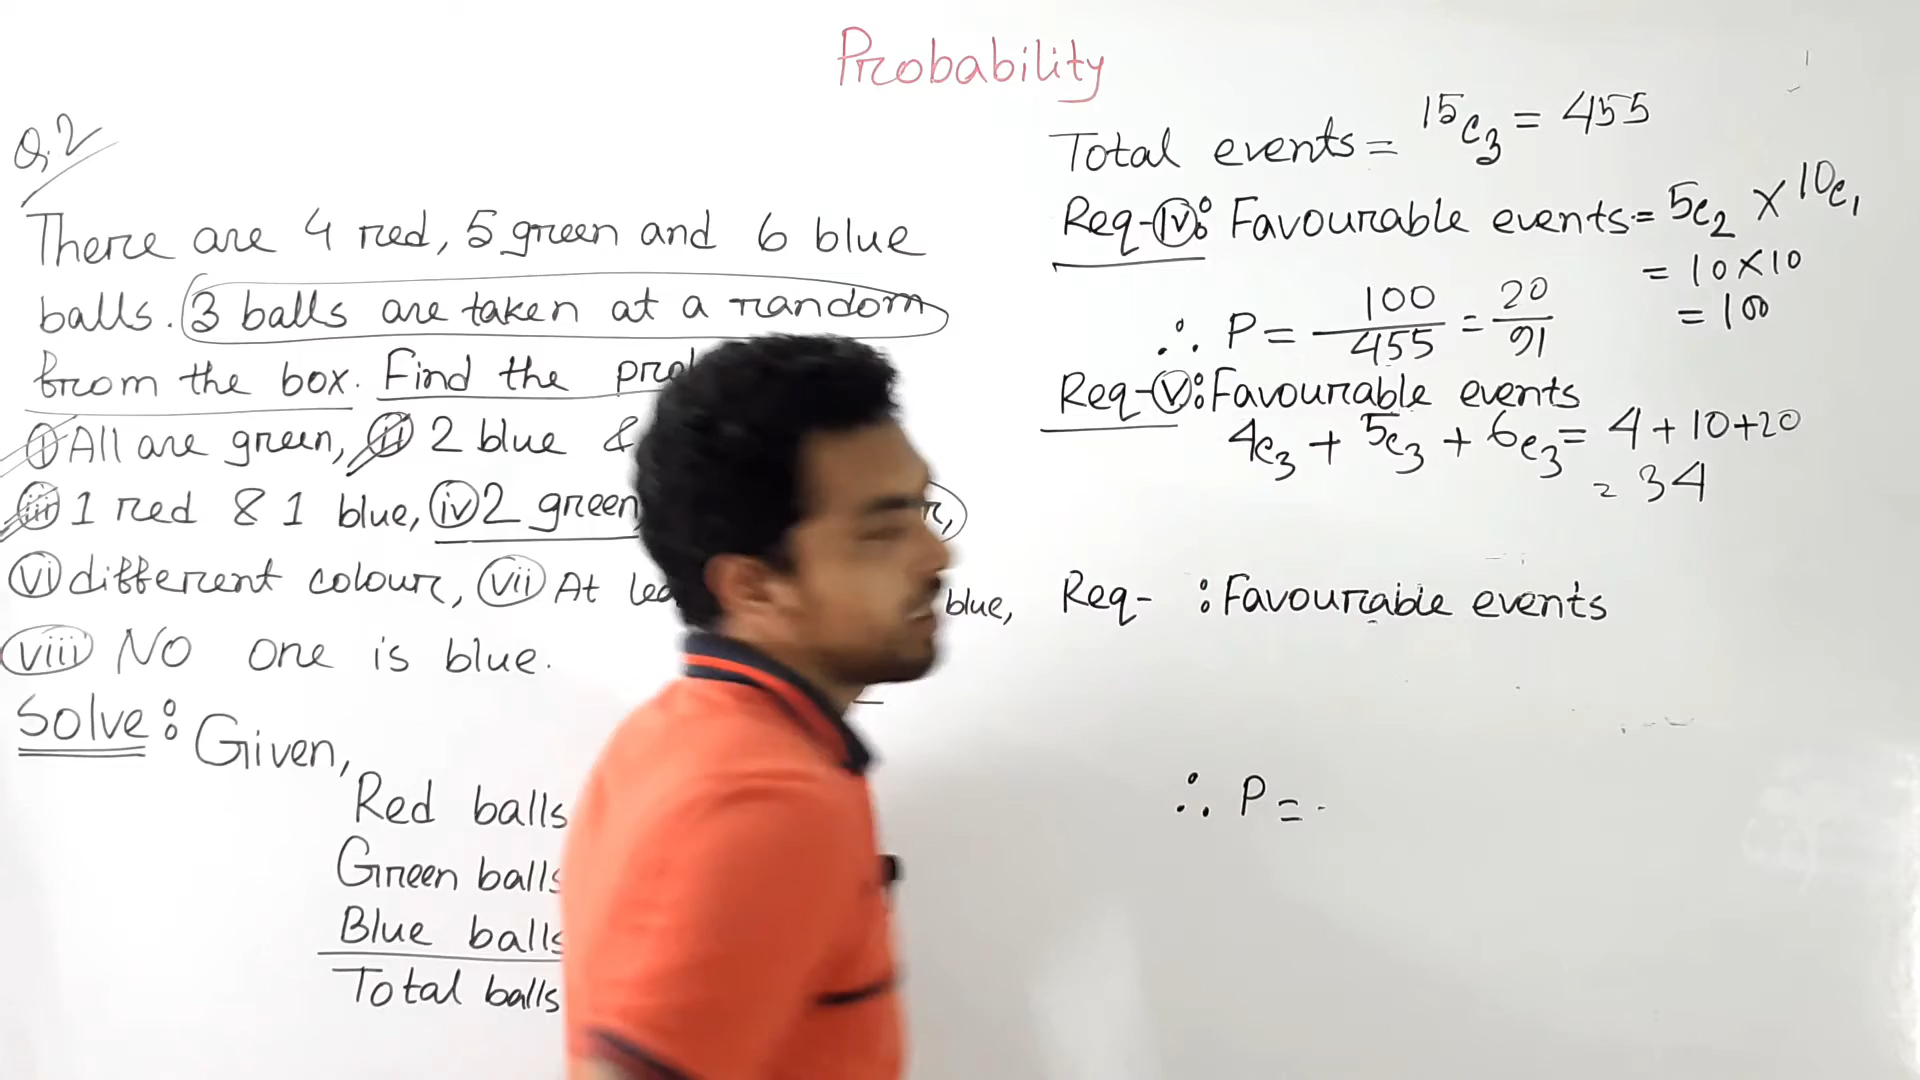 Probability
Q.2
There are 4 red, 5 green and 6 blue
balls. 3 balls are taken at a random
from the box. Find the
(i) All are green, (ii) 2 blue &
(iii) 1 red & 1 blue, (iv) 2 green,
(vi) different colour, (vii) At blue,
(viii) NO one is blue.
Solve: Given,
Red balls
Green balls
Blue balls
Total balls
Total events = 15c3 = 455
Req-(iv): Favourable events = 5c2 × 10c1
= 10×10
= 100
∴ P = 100/455 = 20/91
Req-(v): Favourable events
4c3 + 5c3 + 6c3 = 4 + 10 + 20
= 34
Req- : Favourable events
∴ P =